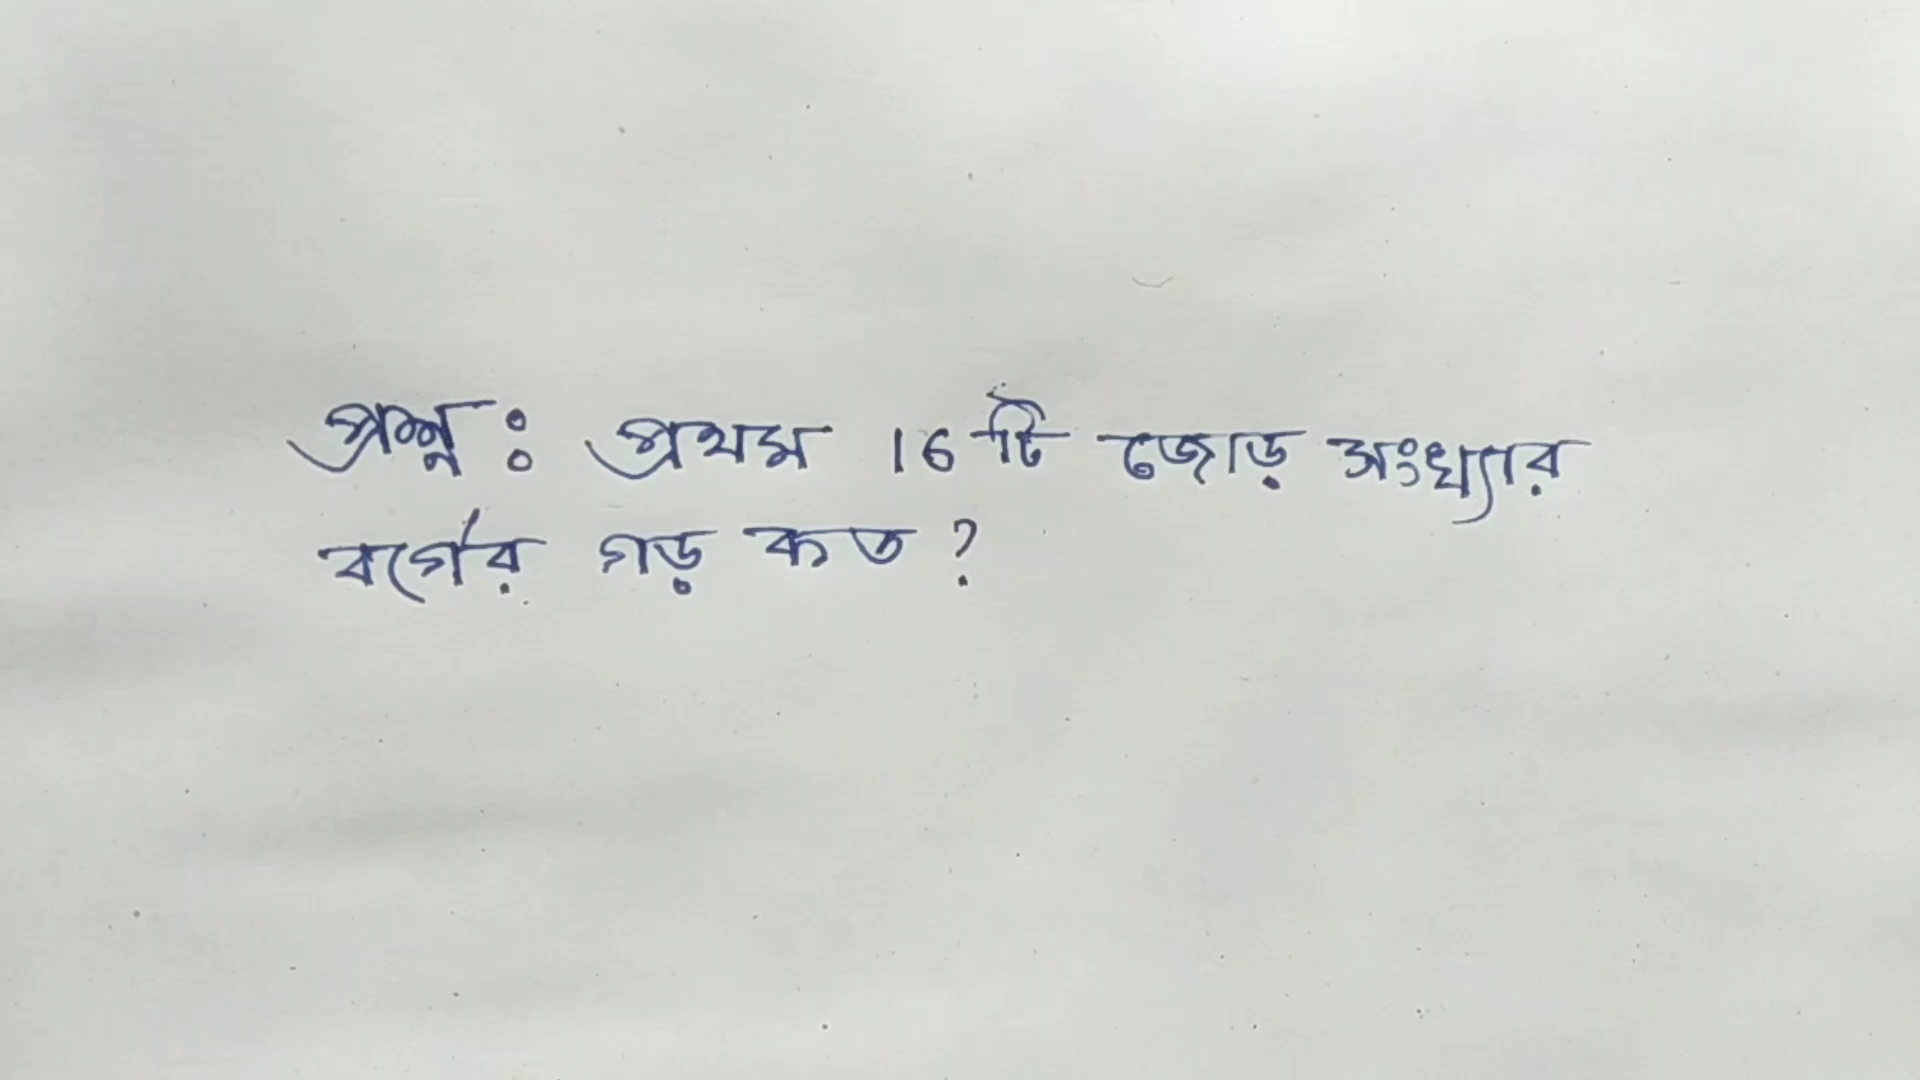 প্রশ্ন : প্রথম 16 টি জোড় সংখ্যার
বর্গের গড় কত ?